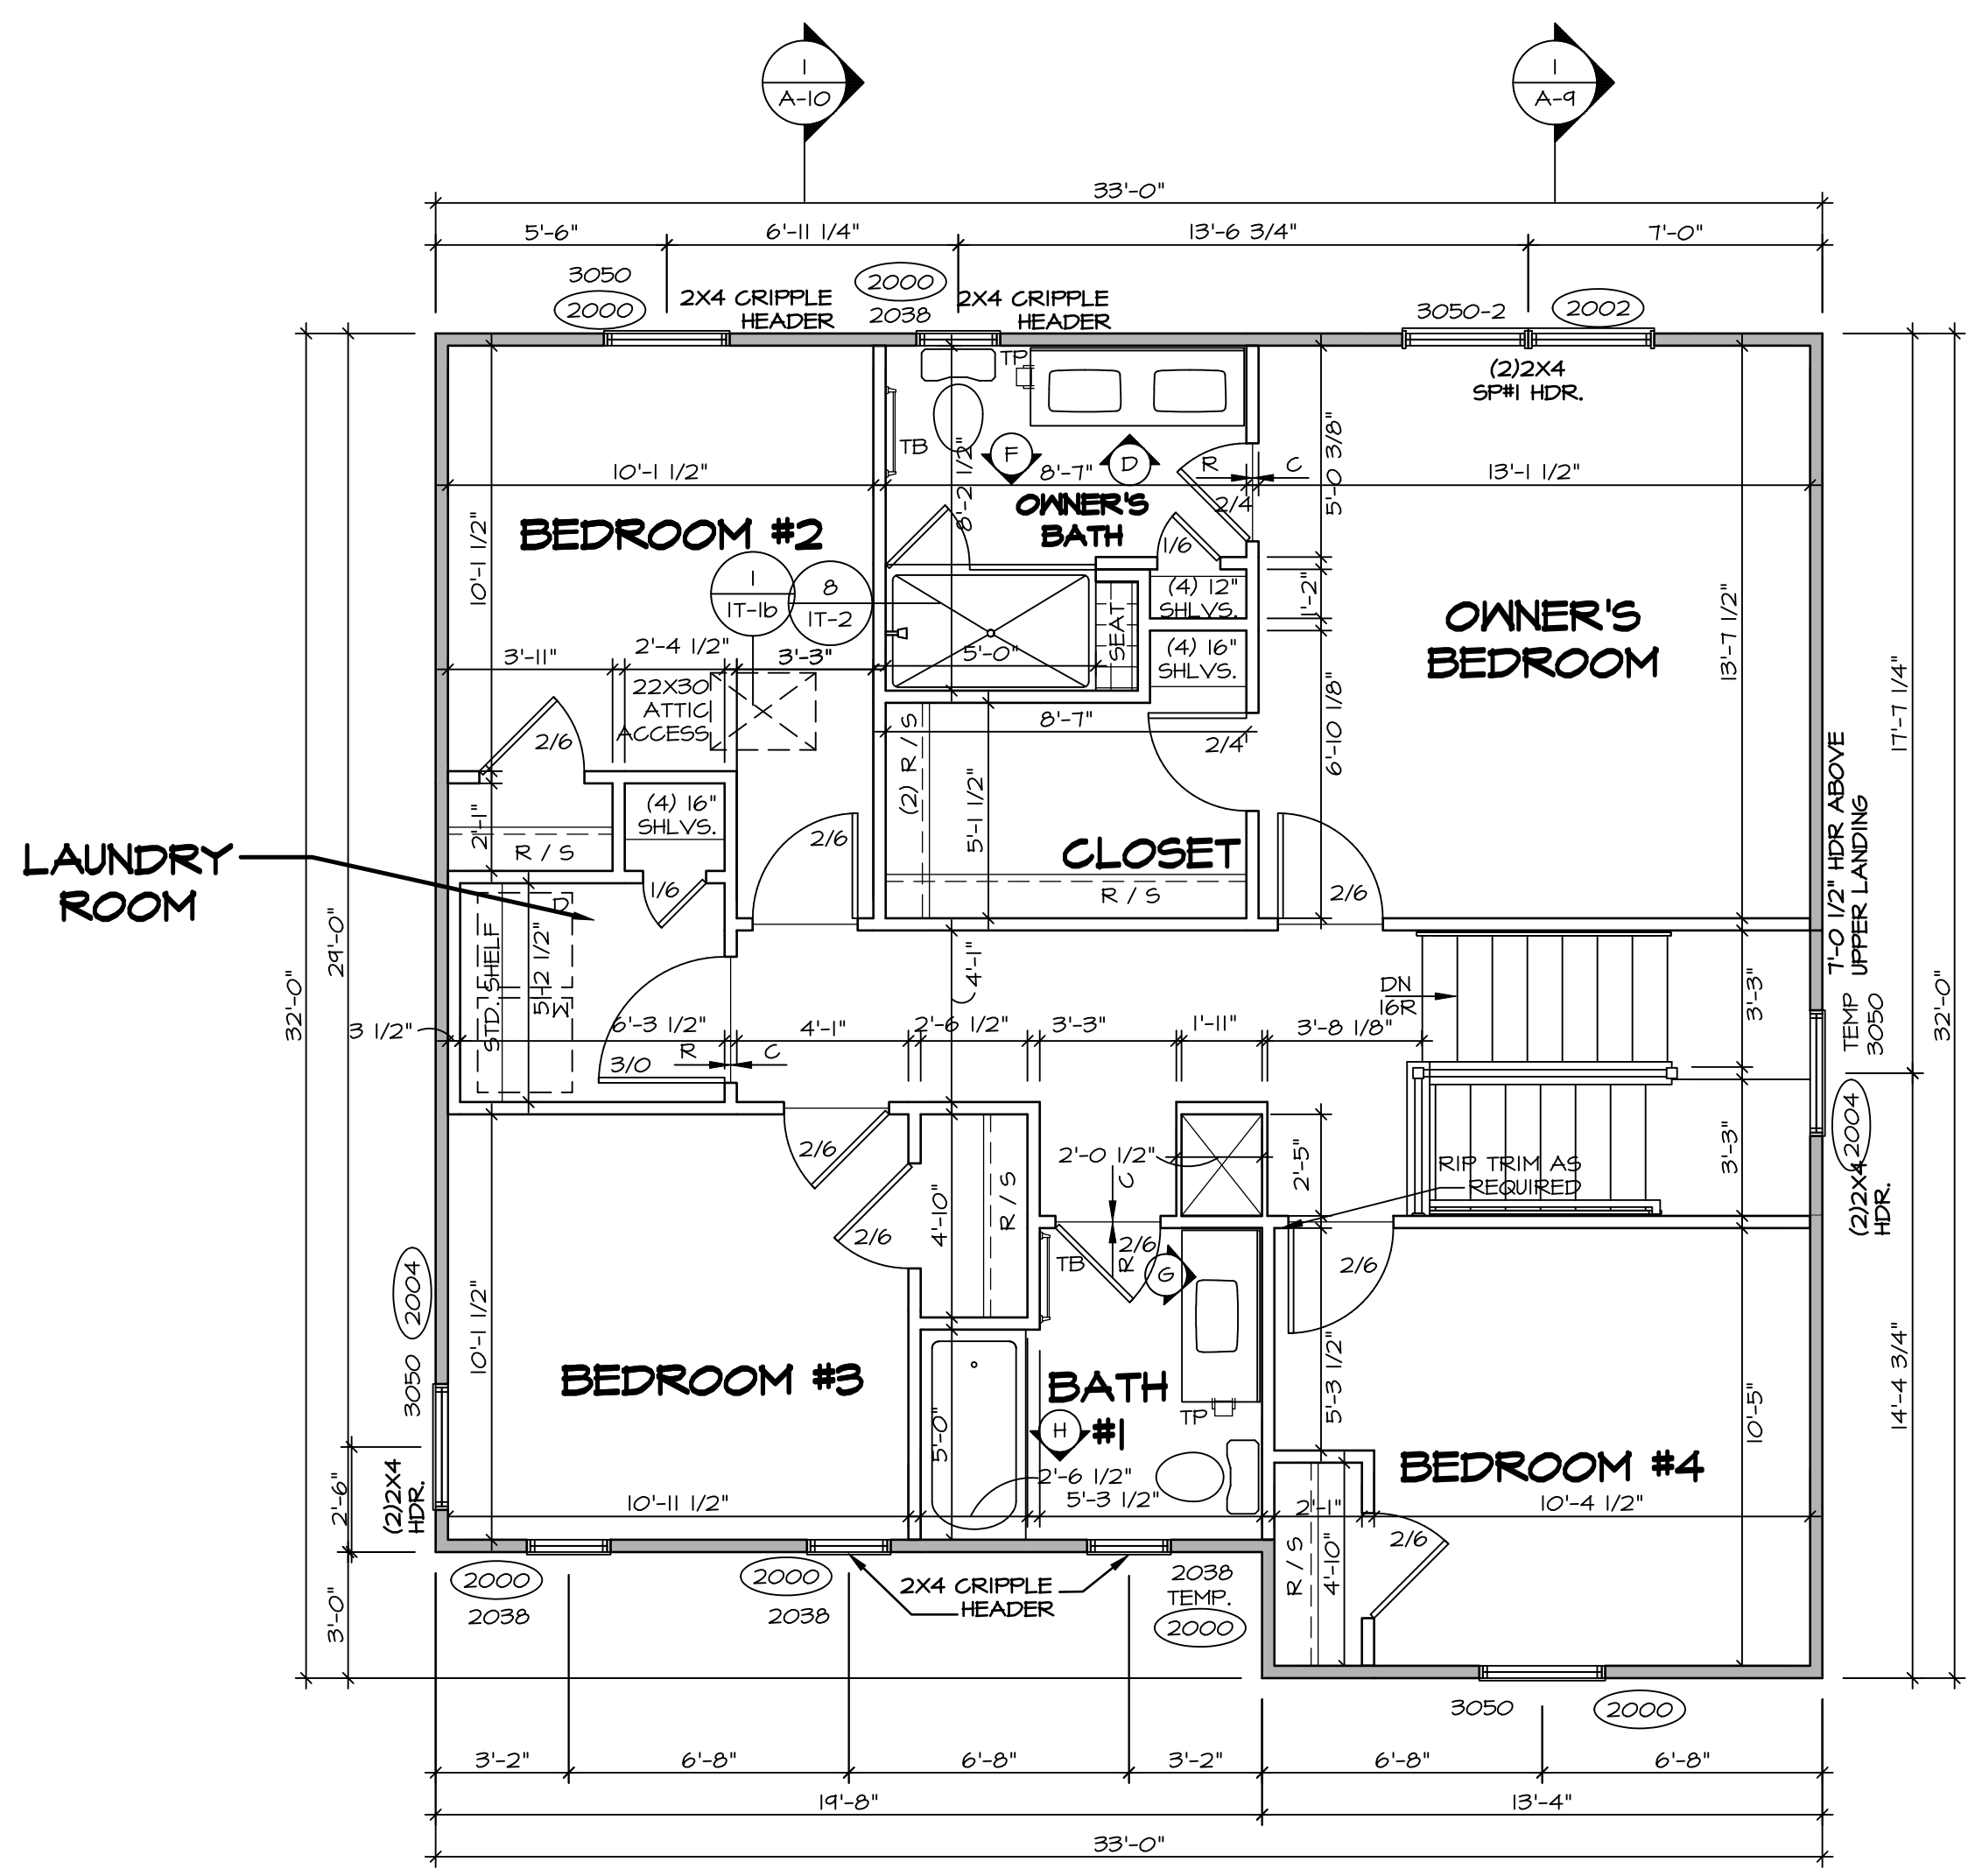 1
A-10
1
A-9
33'-0"
5'-6"
6'-11 1/4"
13'-6 3/4"
7'-0"
3050
2000
2X4 CRIPPLE
HEADER
2000
2038
2X4 CRIPPLE
HEADER
3050-2
2002
(2)2X4
SP#1 HDR.
TP
TB
F
D
R
C
2/4
10'-1 1/2"
8'-7"
13'-1 1/2"
8'-2 1/2"
5'-0 3/8"
10'-1 1/2"
BEDROOM #2
OWNER'S
BATH
1/6
1
1T-1b
8
1T-2
(4) 12"
SHLVS.
1'-2"
OWNER'S
BEDROOM
13'-7 1/2"
3'-11"
2'-4 1/2"
3'-3"
5'-0"
SEAT
(4) 16"
SHLVS.
22X30
ATTIC
ACCESS
8'-7"
2/4
6'-10 1/8"
17'-7 1/4"
2/6
(2) R / S
5'-1 1/2"
2'-1"
R / S
(4) 16"
SHLVS.
2/6
CLOSET
R / S
2/6
7'-0 1/2" HDR ABOVE
UPPER LANDING
LAUNDRY
ROOM
1/6
D
W
STD. SHELF
5'-2 1/2"
29'-0"
32'-0"
4'-1"
DN
16R
3'-3"
TEMP
3050
32'-0"
3 1/2"
6'-3 1/2"
4'-1"
2'-6 1/2"
3'-3"
1'-11"
3'-8 1/8"
3/0
R
C
2/6
2'-0 1/2"
C
2'-5"
RIP TRIM AS
REQUIRED
3'-3"
2004
(2)2X4
HDR.
4'-10"
R / S
2/6
TB
2/6
R
G
2/6
2004
3050
10'-1 1/2"
BEDROOM #3
BATH
#1
H
TP
5'-3 1/2"
10'-5"
14'-4 3/4"
BEDROOM #4
5'-0"
2'-6"
(2)2X4
HDR.
10'-11 1/2"
2'-6 1/2"
5'-3 1/2"
2'-1"
10'-4 1/2"
R / S
4'-10"
2/6
3'-0"
2000
2038
2000
2038
2X4 CRIPPLE
HEADER
2038
TEMP.
2000
3050
2000
3'-2"
6'-8"
6'-8"
3'-2"
6'-8"
6'-8"
19'-8"
13'-4"
33'-0"